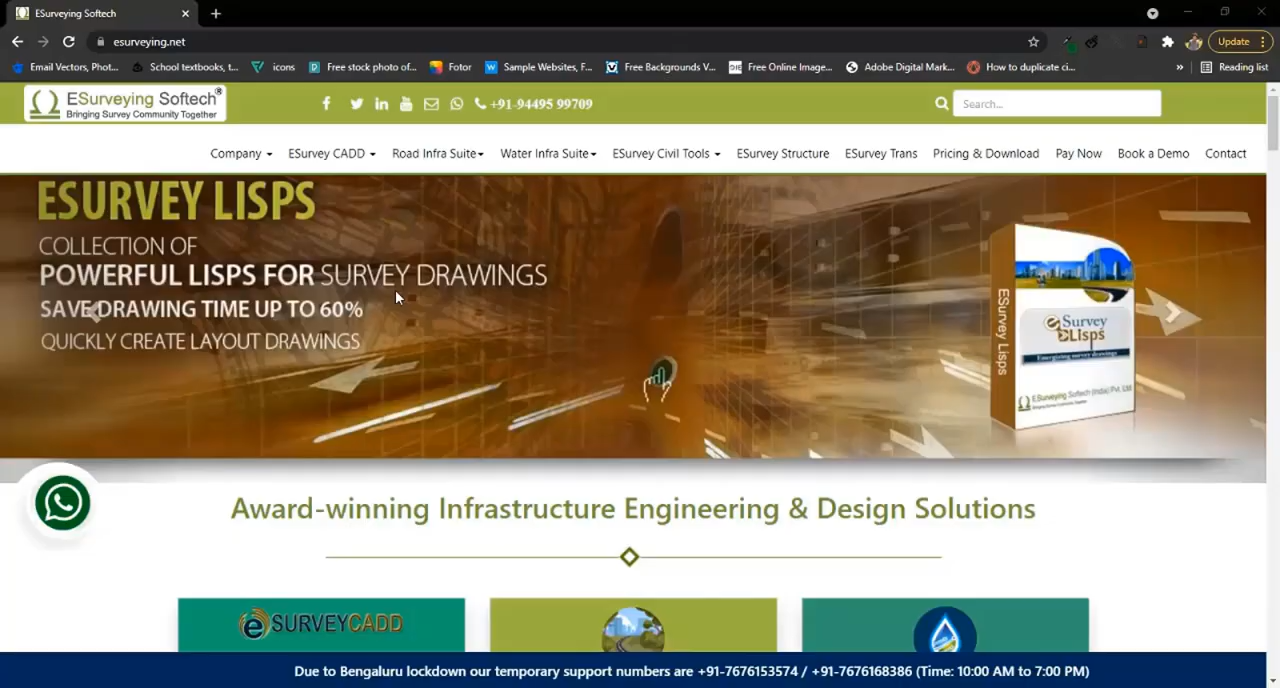 ESurveying Softech
esurveying.net
Update
Email Vectors, Phot...
School textbooks, t...
icons
Free stock photo of...
Fotor
Sample Websites, F...
Free Backgrounds V...
Free Online Image...
Adobe Digital Mark...
How to duplicate ci...
»
Reading list
ESurveying Softech®
Bringing Survey Community Together
+91-94495 99709
Search...
Company
ESurvey CADD
Road Infra Suite
Water Infra Suite
ESurvey Civil Tools
ESurvey Structure
ESurvey Trans
Pricing & Download
Pay Now
Book a Demo
Contact
ESURVEY LISPS
COLLECTION OF
POWERFUL LISPS FOR SURVEY DRAWINGS
SAVE DRAWING TIME UP TO 60%
QUICKLY CREATE LAYOUT DRAWINGS
ESurvey Lisps
eSurvey
Lisps
Energizing survey drawings
ESurveying Softech (India) Pvt. Ltd
Bringing Survey Community Together
Award-winning Infrastructure Engineering & Design Solutions
eSURVEYCADD
Due to Bengaluru lockdown our temporary support numbers are +91-7676153574 / +91-7676168386 (Time: 10:00 AM to 7:00 PM)